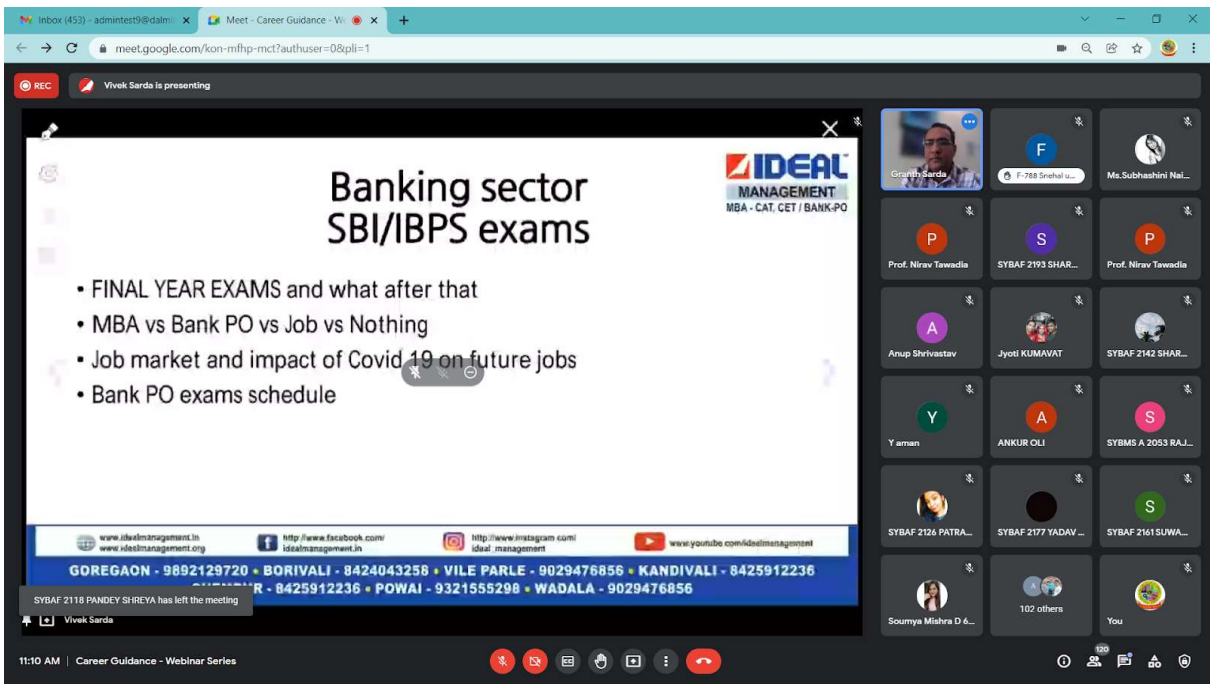 Inbox (453) - admintest9@dalmi
Meet - Career Guidance - We
meet.google.com/kon-mfhp-mct?authuser=0&pli=1
REC
Vivek Sarda is presenting
IDEAL
MANAGEMENT
MBA - CAT, CET / BANK-PO
Banking sector
SBI/IBPS exams
• FINAL YEAR EXAMS and what after that
• MBA vs Bank PO vs Job vs Nothing
• Job market and impact of Covid 19 on future jobs
• Bank PO exams schedule
www.idealmanagement.in
www.idealmanagement.org
http://www.facebook.com/
idealmanagement.in
http://www.instagram.com/
ideal_management
www.youtube.com/idealmanagement
GOREGAON - 9892129720 • BORIVALI - 8424043258 • VILE PARLE - 9029476856 • KANDIVALI - 8425912236
R - 8425912236 • POWAI - 9321555298 • WADALA - 9029476856
SYBAF 2118 PANDEY SHREYA has left the meeting
Vivek Sarda
Granth Sarda
F
F-788 Snehal u...
Ms.Subhashini Nai...
P
Prof. Nirav Tawadia
S
SYBAF 2193 SHAR...
P
Prof. Nirav Tawadia
A
Anup Shrivastav
Jyoti KUMAVAT
SYBAF 2142 SHAR...
Y
Y aman
A
ANKUR OLI
S
SYBMS A 2053 RAJ...
SYBAF 2126 PATRA...
SYBAF 2177 YADAV ...
S
SYBAF 2161 SUWA...
Soumya Mishra D 6...
A
102 others
You
11:10 AM | Career Guidance - Webinar Series
120